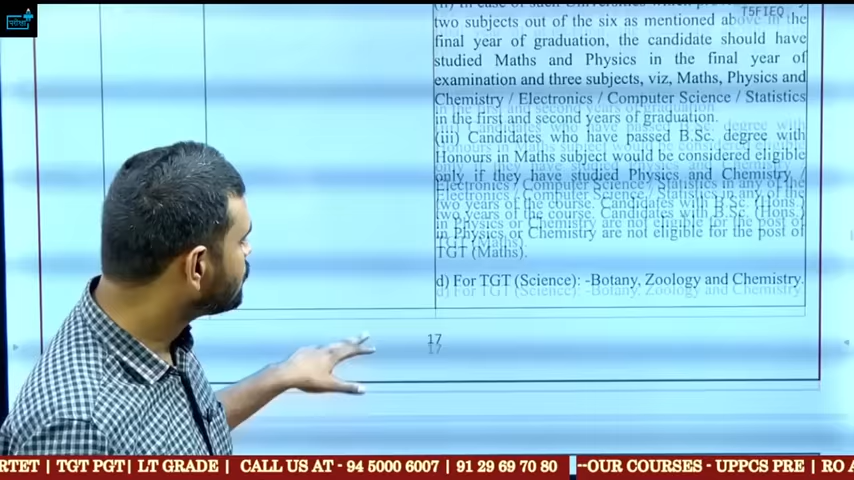 परीक्षा
T5FIEQ
two subjects out of the six as mentioned above in the
final year of graduation, the candidate should have
studied Maths and Physics in the final year of
examination and three subjects, viz, Maths, Physics and
Chemistry / Electronics / Computer Science / Statistics
in the first and second years of graduation.
(iii) Candidates who have passed B.Sc. degree with
Honours in Maths subject would be considered eligible
only if they have studied Physics and Chemistry /
Electronics / Computer Science / Statistics in any of the
two years of the course. Candidates with B.Sc. (Hons.)
in Physics or Chemistry are not eligible for the post of
TGT (Maths).
d) For TGT (Science): -Botany, Zoology and Chemistry.
17
RTET | TGT PGT| LT GRADE | CALL US AT - 94 5000 6007 | 91 29 69 70 80 --OUR COURSES - UPPCS PRE | RO A